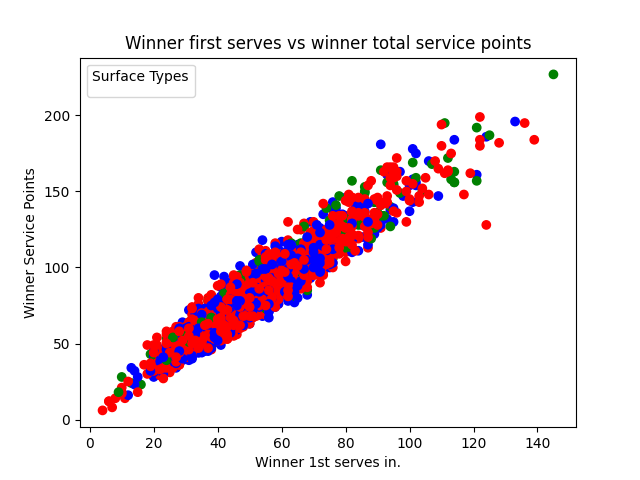 Winner first serves vs winner total service points
Surface Types
Winner Service Points
200
150
100
50
0
0 20 40 60 80 100 120 140
Winner 1st serves in.